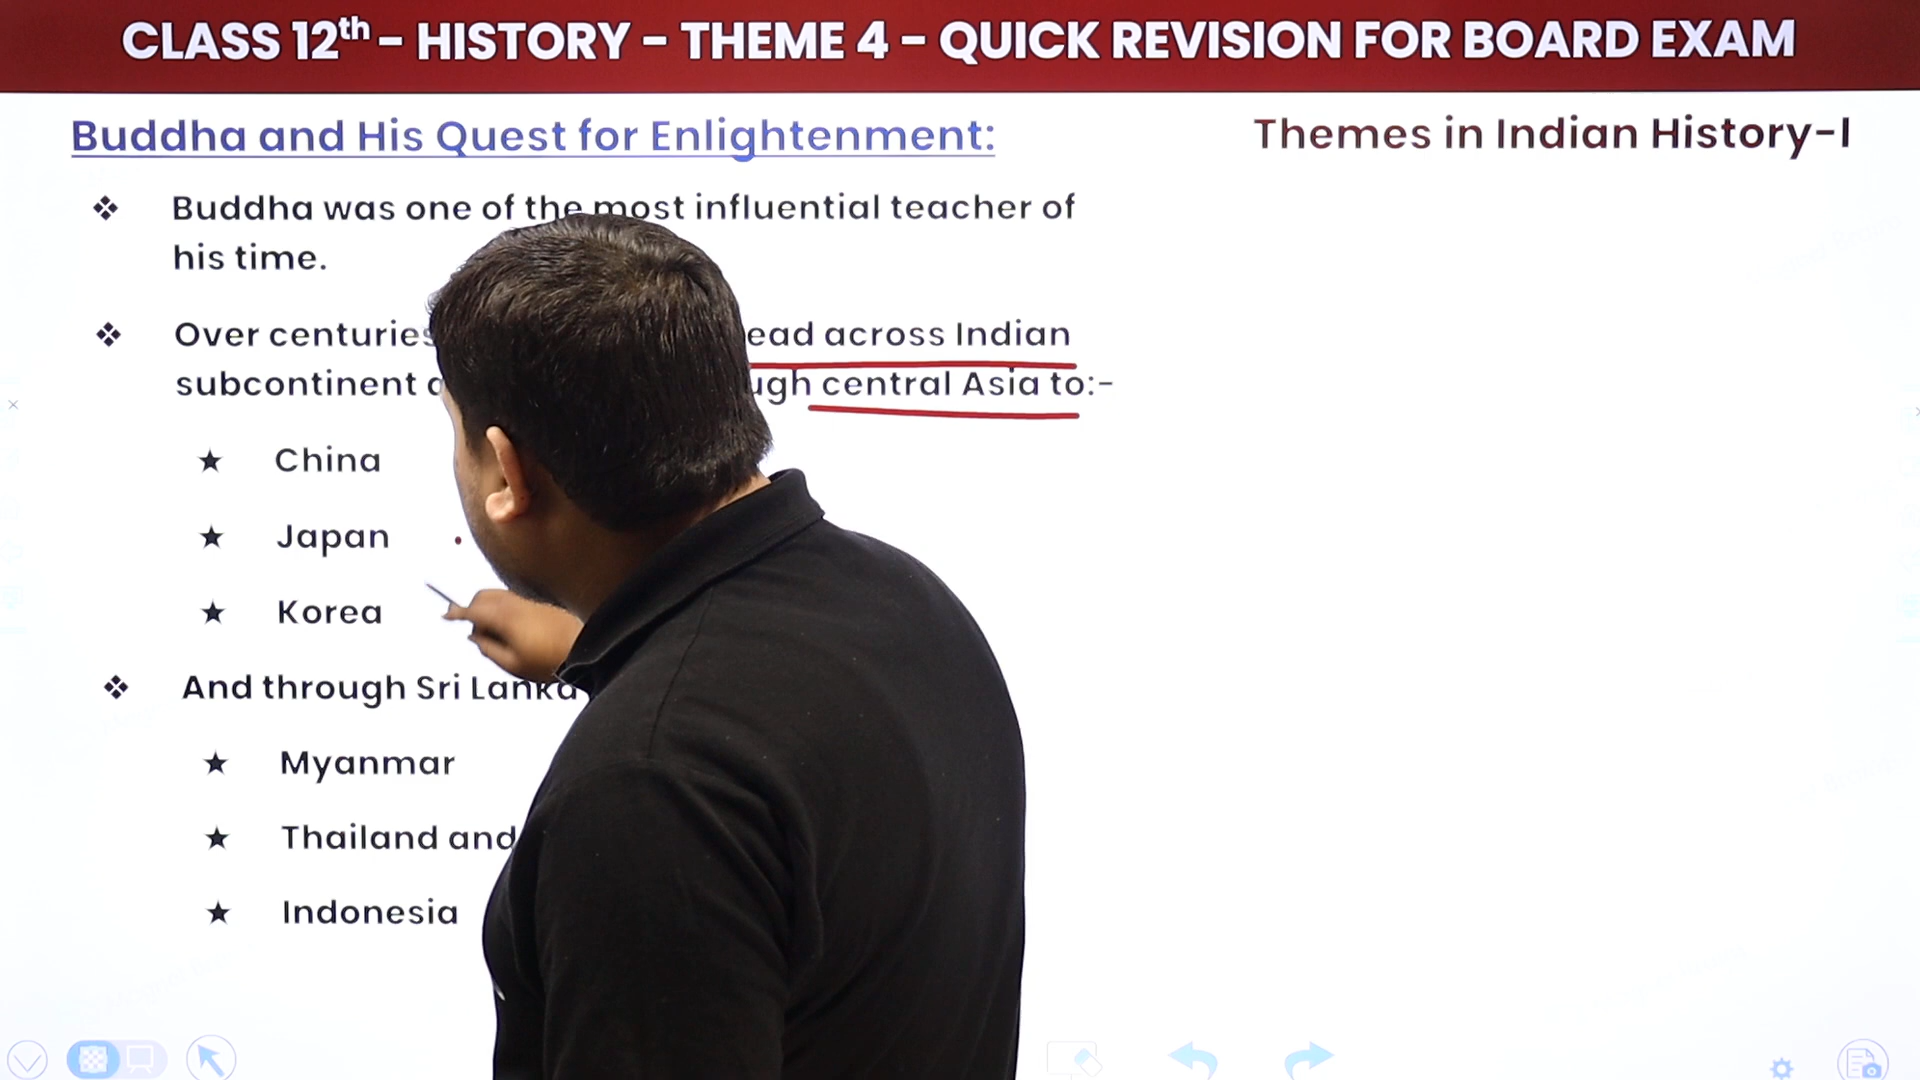 CLASS 12th - HISTORY - THEME 4 - QUICK REVISION FOR BOARD EXAM
Buddha and His Quest for Enlightenment:
Themes in Indian History-I
❖ Buddha was one of the most influential teacher of
his time.
❖ Over centuries across Indian
subcontinent central Asia to:-
★ China
★ Japan
★ Korea
❖ And through Sri Lanka
★ Myanmar
★ Thailand and
★ Indonesia